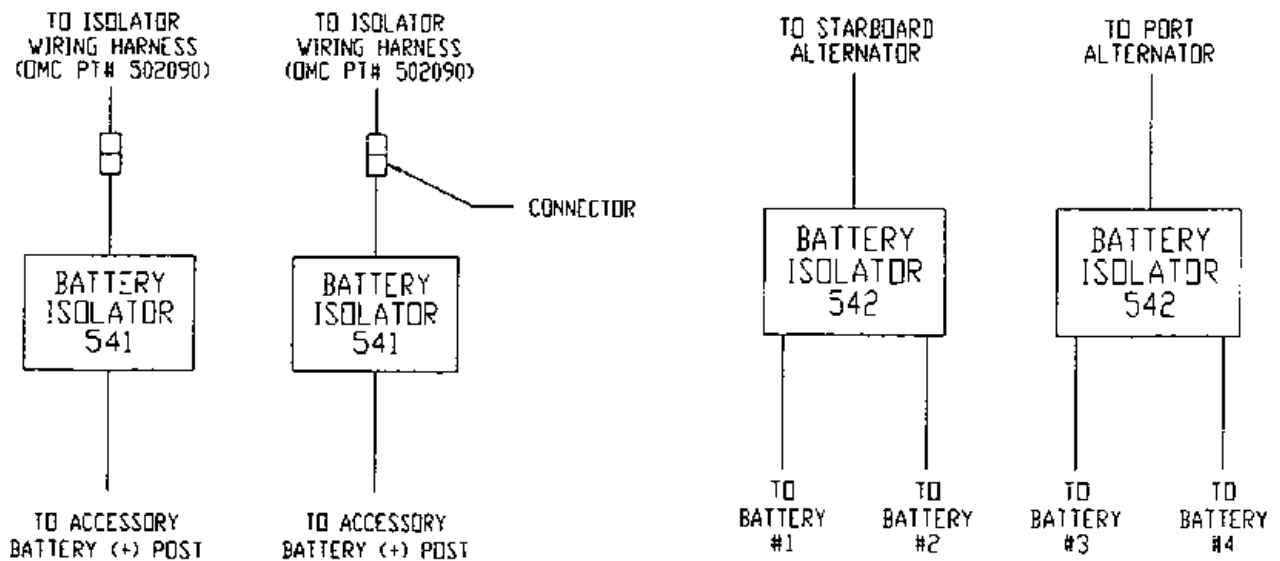 TO ISOLATOR
WIRING HARNESS
(OMC PT# 502090)
TO ISOLATOR
WIRING HARNESS
(OMC PT# 502090)
CONNECTOR
BATTERY
ISOLATOR
541
BATTERY
ISOLATOR
541
TO ACCESSORY
BATTERY (+) POST
TO ACCESSORY
BATTERY (+) POST
TO STARBOARD
ALTERNATOR
TO PORT
ALTERNATOR
BATTERY
ISOLATOR
542
BATTERY
ISOLATOR
542
TO
BATTERY
#1
TO
BATTERY
#2
TO
BATTERY
#3
TO
BATTERY
#4